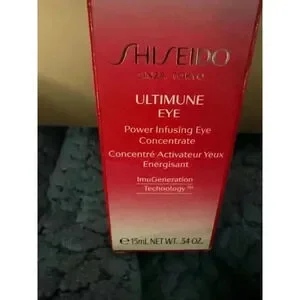 SHISEIDO
GINZA TOKYO
ULTIMUNE
EYE
Power Infusing Eye
Concentrate
Concentré Activateur Yeux
Energisant
ImuGeneration
Technology
℮ 15mL NET WT. .54 OZ.